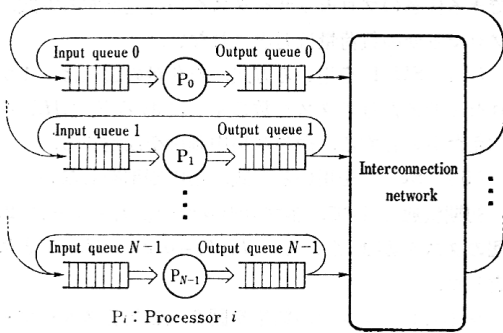 Input queue 0
Output queue 0
P0
Input queue 1
Output queue 1
P1
Interconnection
network
Input queue N-1
Output queue N-1
PN-1
Pi : Processor i